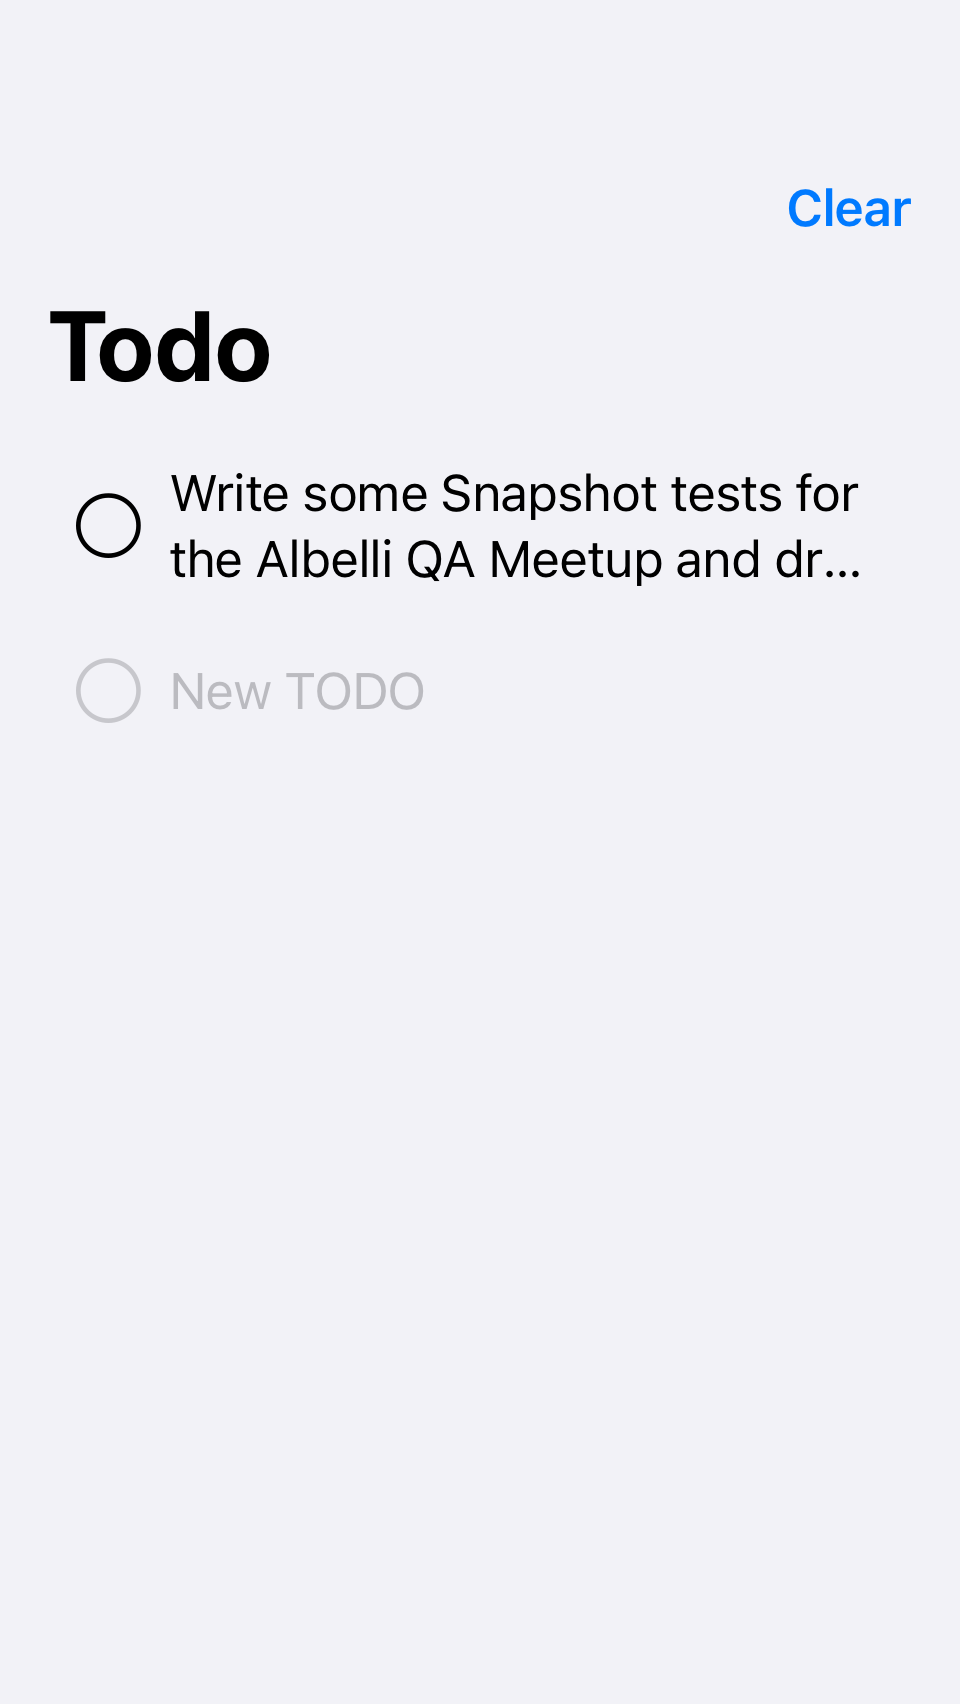 Clear
Todo
Write some Snapshot tests for
the Albelli QA Meetup and dr...
New TODO